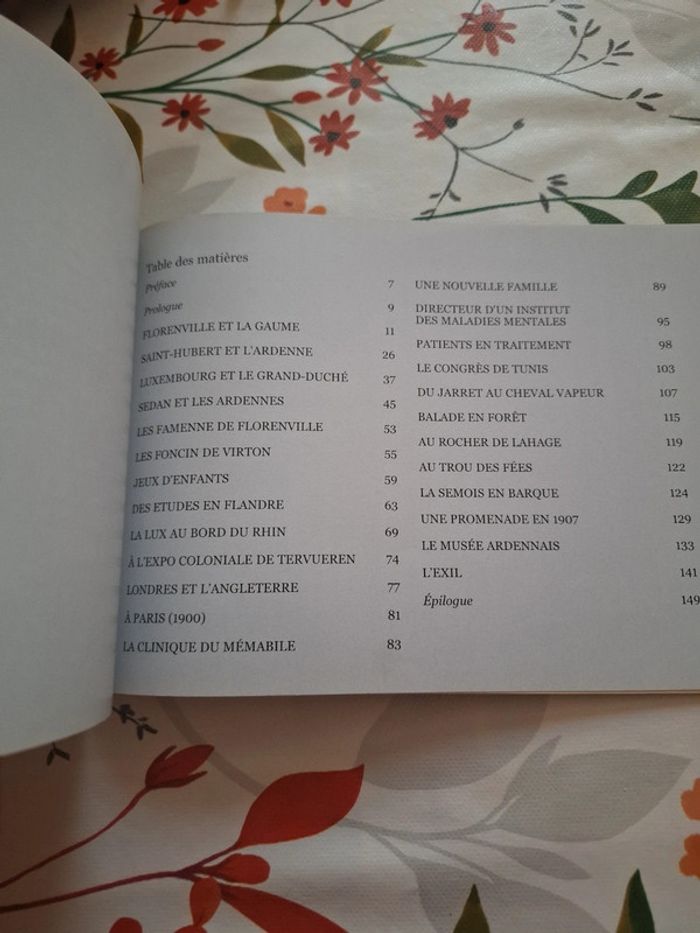 Table des matières
Préface 7
Prologue 9
FLORENVILLE ET LA GAUME 11
SAINT-HUBERT ET L'ARDENNE 26
LUXEMBOURG ET LE GRAND-DUCHÉ 37
SEDAN ET LES ARDENNES 45
LES FAMENNE DE FLORENVILLE 53
LES FONCIN DE VIRTON 55
JEUX D'ENFANTS 59
DES ETUDES EN FLANDRE 63
LA LUX AU BORD DU RHIN 69
À L'EXPO COLONIALE DE TERVUEREN 74
LONDRES ET L'ANGLETERRE 77
À PARIS (1900) 81
LA CLINIQUE DU MÉMABILE 83
UNE NOUVELLE FAMILLE 89
DIRECTEUR D'UN INSTITUT
DES MALADIES MENTALES 95
PATIENTS EN TRAITEMENT 98
LE CONGRÈS DE TUNIS 103
DU JARRET AU CHEVAL VAPEUR 107
BALADE EN FORÊT 115
AU ROCHER DE LAHAGE 119
AU TROU DES FÉES 122
LA SEMOIS EN BARQUE 124
UNE PROMENADE EN 1907 129
LE MUSÉE ARDENNAIS 133
L'EXIL 141
Épilogue 149